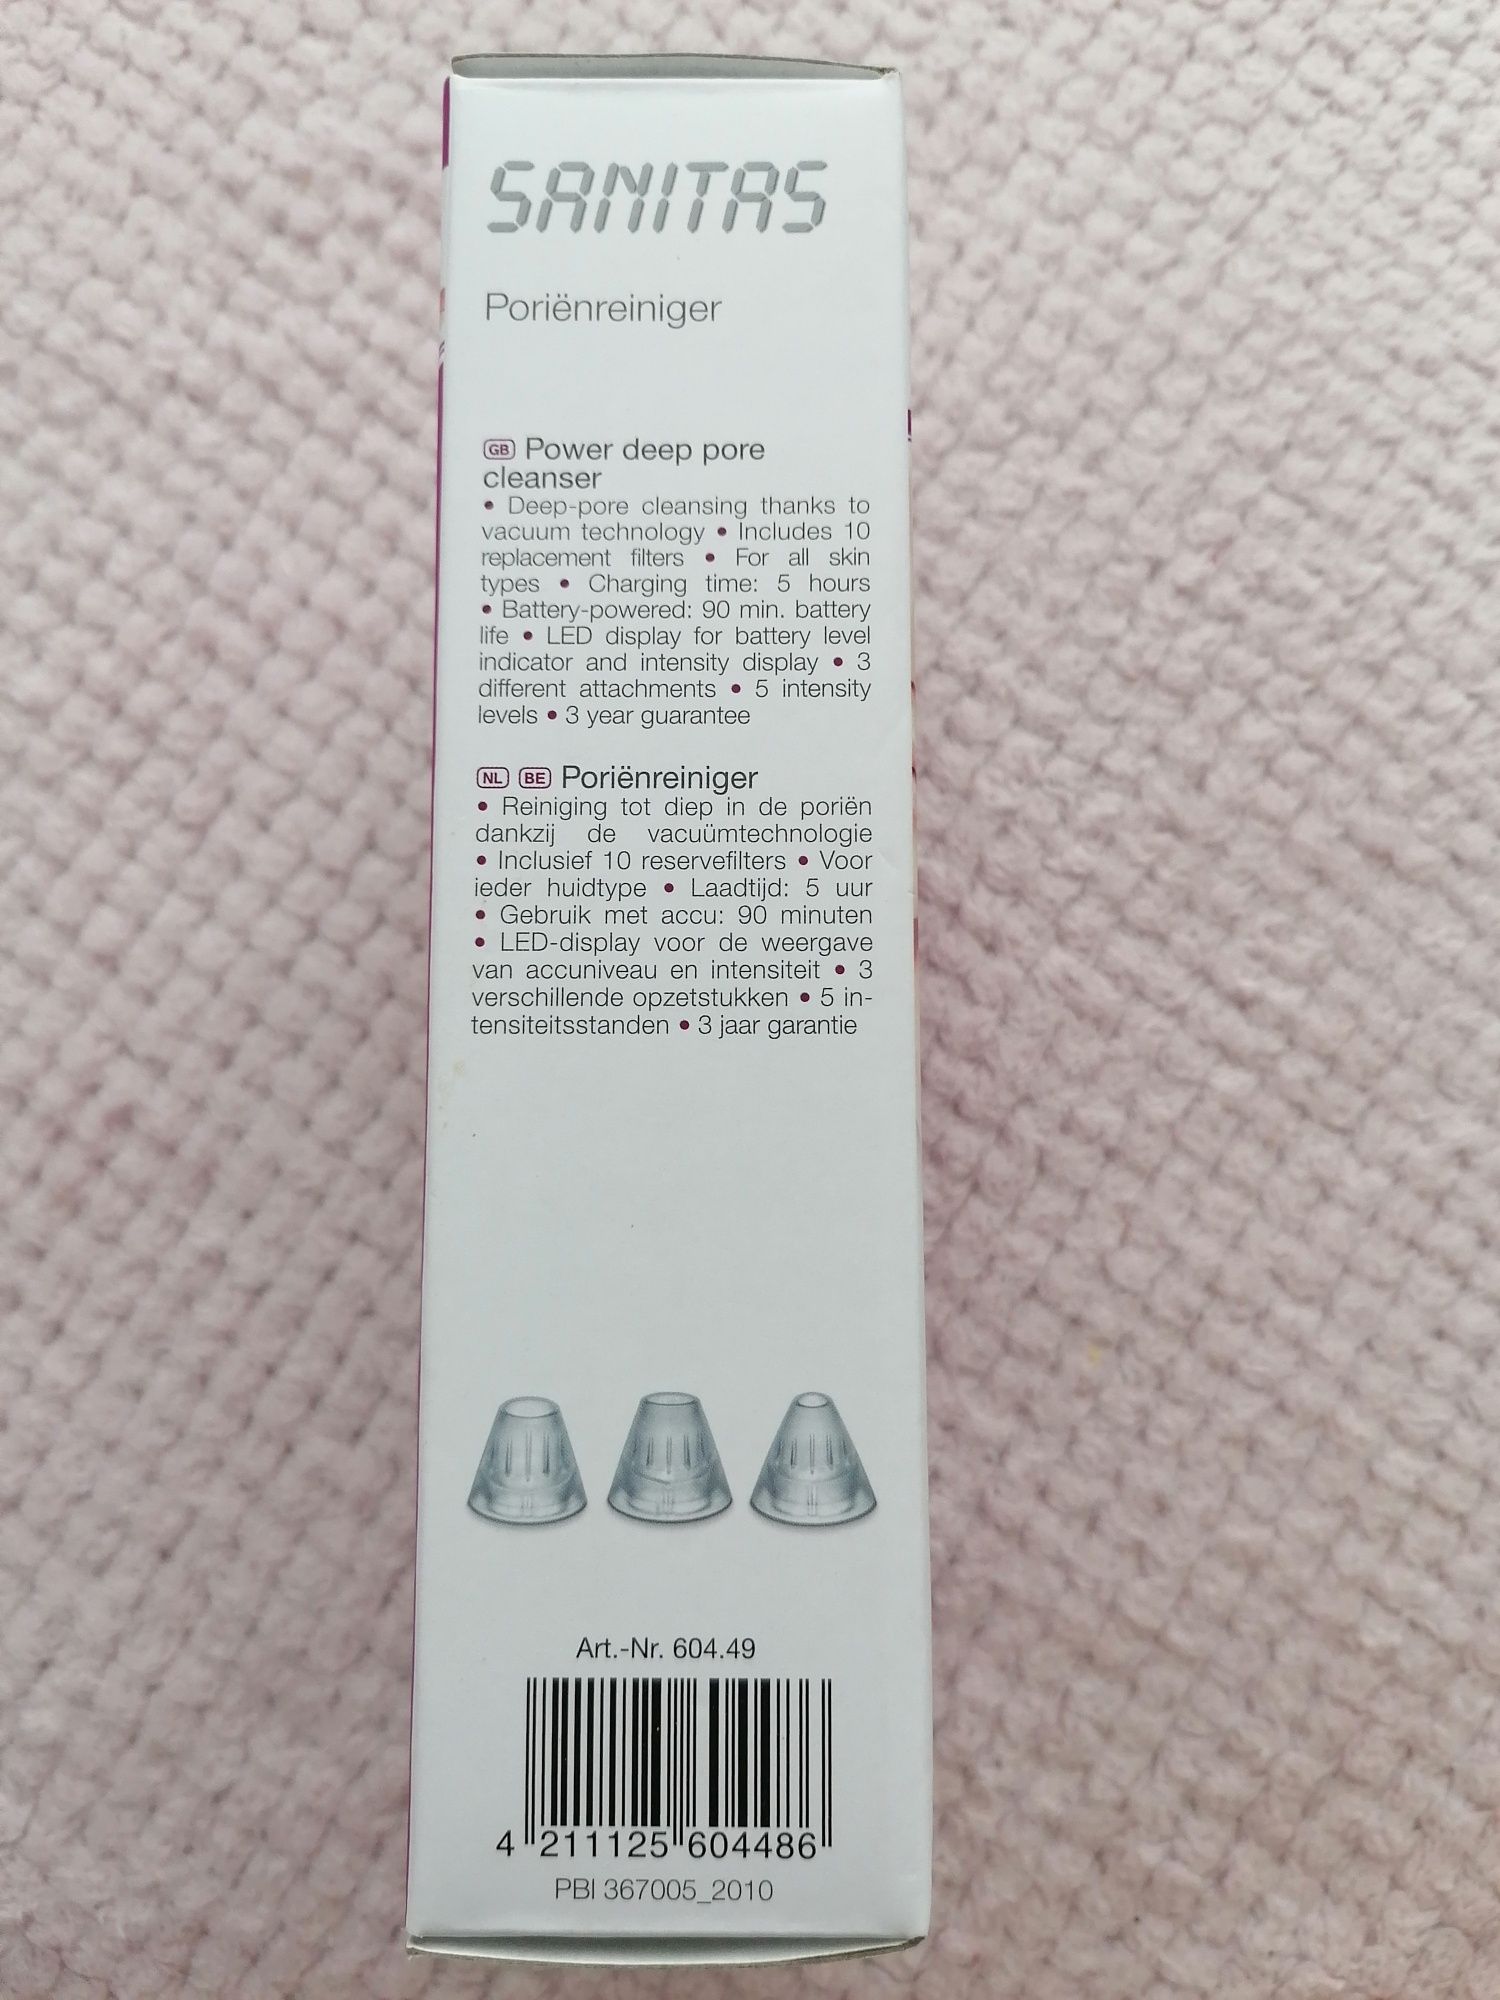 SANITAS
Poriënreiniger
GB Power deep pore
cleanser
• Deep-pore cleansing thanks to
vacuum technology • Includes 10
replacement filters • For all skin
types • Charging time: 5 hours
• Battery-powered: 90 min. battery
life • LED display for battery level
indicator and intensity display • 3
different attachments • 5 intensity
levels • 3 year guarantee
NL BE Poriënreiniger
• Reiniging tot diep in de poriën
dankzij de vacuümtechnologie
• Inclusief 10 reservefilters • Voor
ieder huidtype • Laadtijd: 5 uur
• Gebruik met accu: 90 minuten
• LED-display voor de weergave
van accuniveau en intensiteit • 3
verschillende opzetstukken • 5 in-
tensiteitsstanden • 3 jaar garantie
Art.-Nr. 604.49
4 211125 604486
PBI 367005_2010